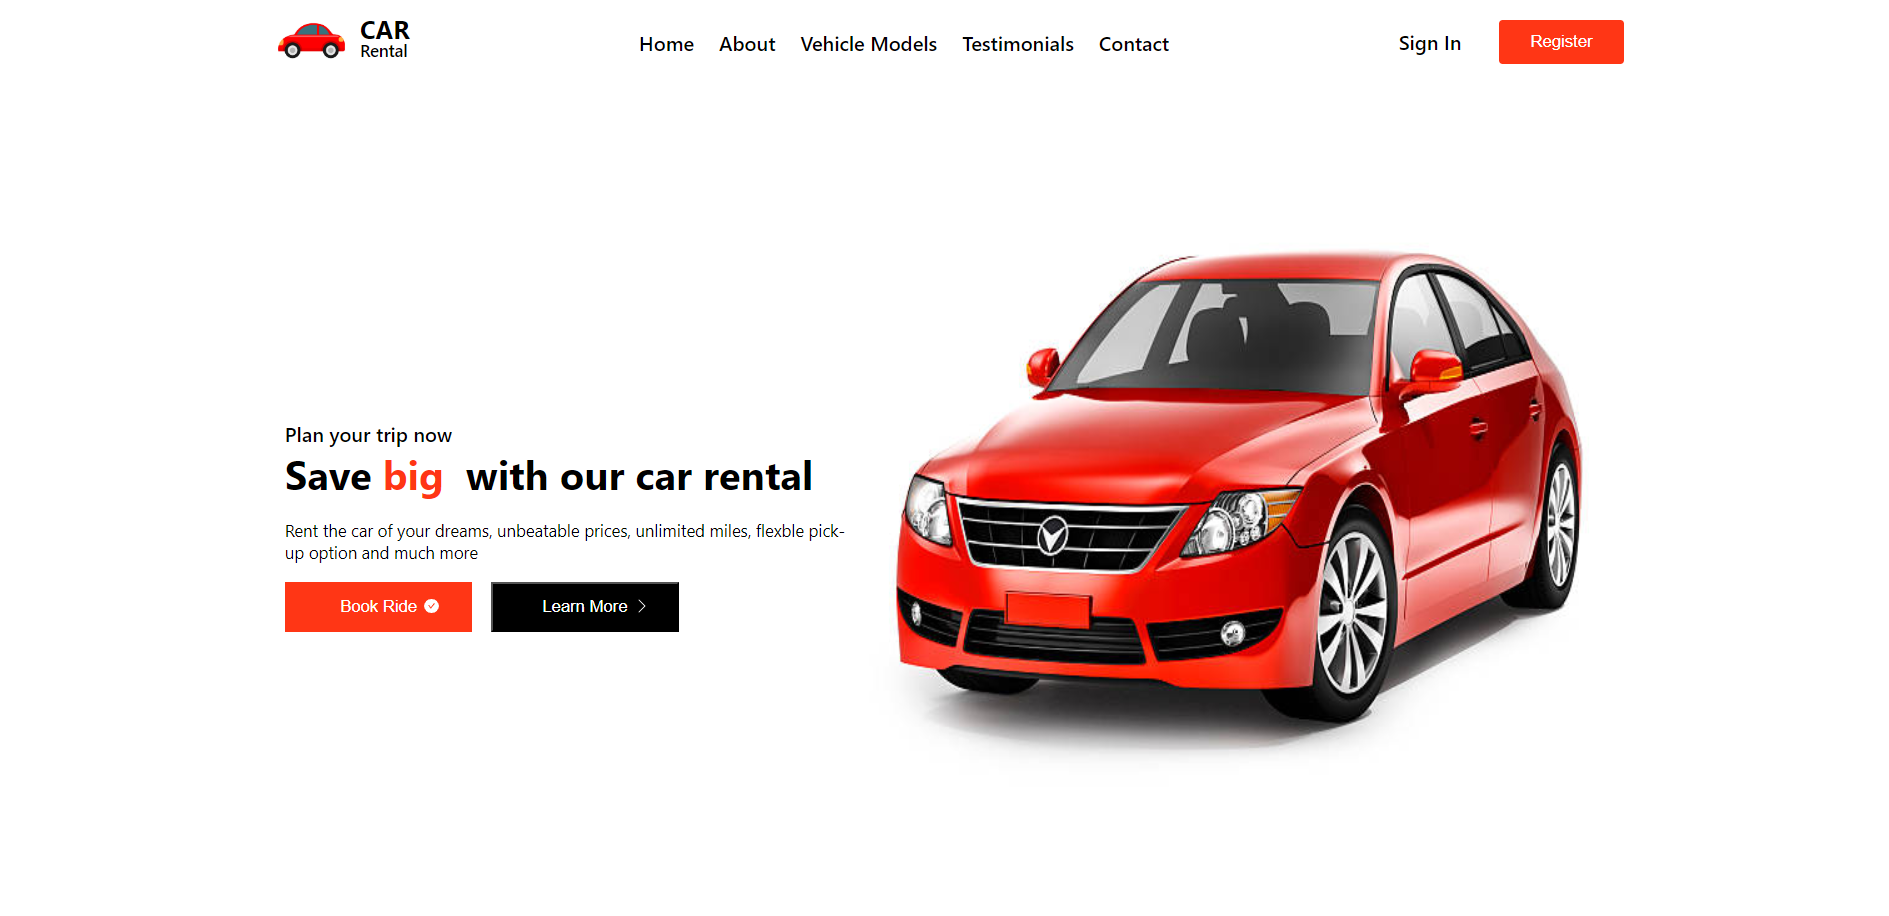 CAR
Rental
Home About Vehicle Models Testimonials Contact
Sign In
Register
Plan your trip now
Save big with our car rental
Rent the car of your dreams, unbeatable prices, unlimited miles, flexble pick-
up option and much more
Book Ride
Learn More